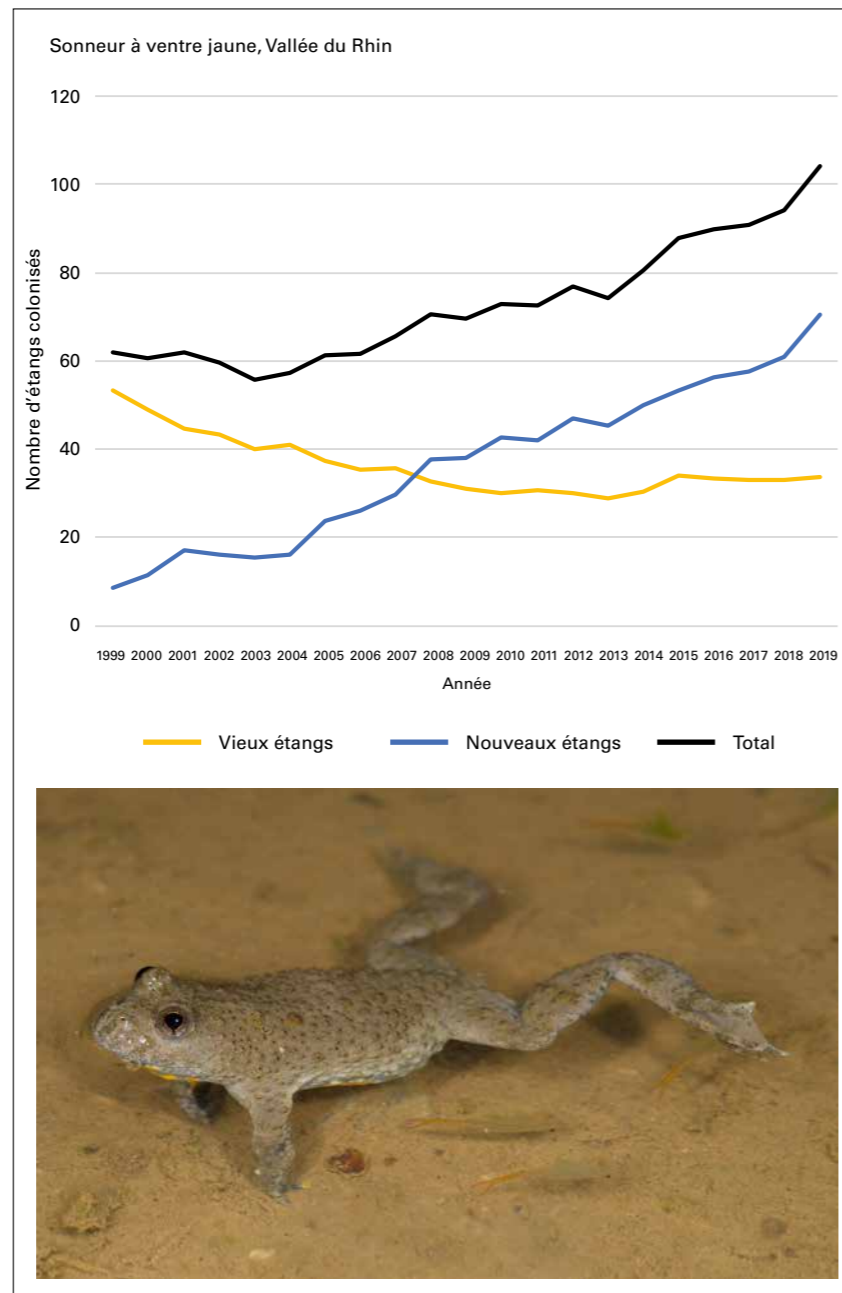 Sonneur à ventre jaune, Vallée du Rhin
120
100
80
60
40
20
0
Nombre d'étangs colonisés
1999 2000 2001 2002 2003 2004 2005 2006 2007 2008 2009 2010 2011 2012 2013 2014 2015 2016 2017 2018 2019
Année
Vieux étangs Nouveaux étangs Total